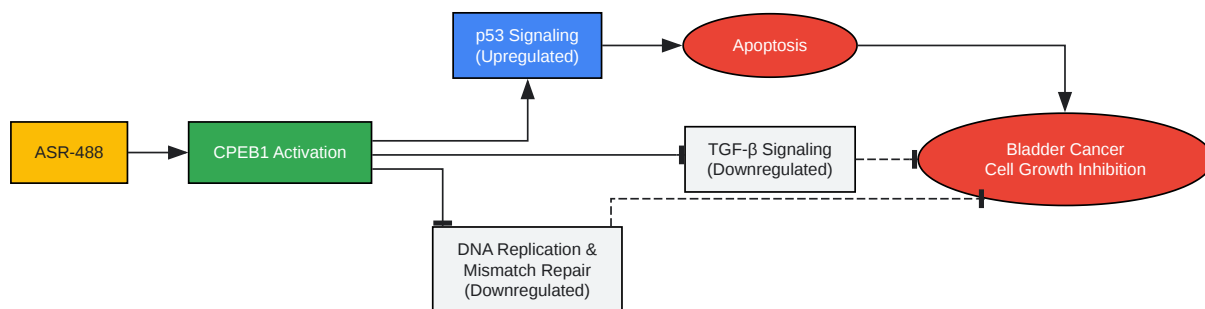 p53 Signaling
(Upregulated)
Apoptosis
ASR-488
CPEB1 Activation
TGF-β Signaling
(Downregulated)
Bladder Cancer
Cell Growth Inhibition
DNA Replication &
Mismatch Repair
(Downregulated)